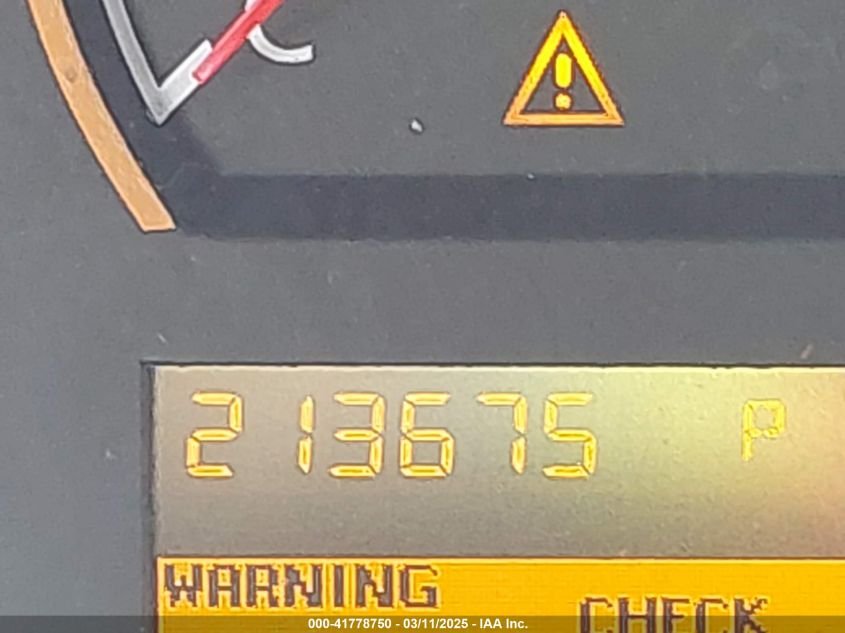 213675 P
WARNING
CHECK
000-41778750 - 03/11/2025 - IAA Inc.